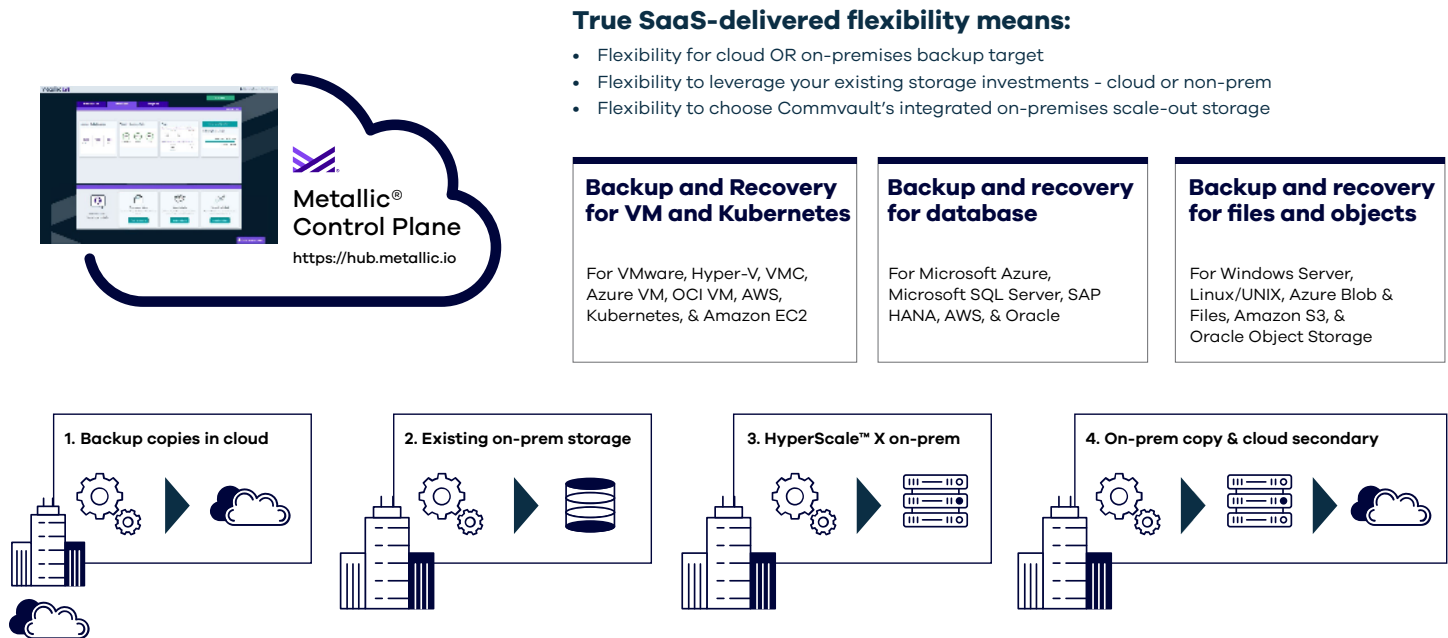 True SaaS-delivered flexibility means:
• Flexibility for cloud OR on-premises backup target
• Flexibility to leverage your existing storage investments - cloud or non-prem
• Flexibility to choose Commvault's integrated on-premises scale-out storage
Metallic®
Control Plane
https://hub.metallic.io
Backup and Recovery
for VM and Kubernetes
For VMware, Hyper-V, VMC,
Azure VM, OCI VM, AWS,
Kubernetes, & Amazon EC2
Backup and recovery
for database
For Microsoft Azure,
Microsoft SQL Server, SAP
HANA, AWS, & Oracle
Backup and recovery
for files and objects
For Windows Server,
Linux/UNIX, Azure Blob &
Files, Amazon S3, &
Oracle Object Storage
1. Backup copies in cloud
2. Existing on-prem storage
3. HyperScale™ X on-prem
4. On-prem copy & cloud secondary